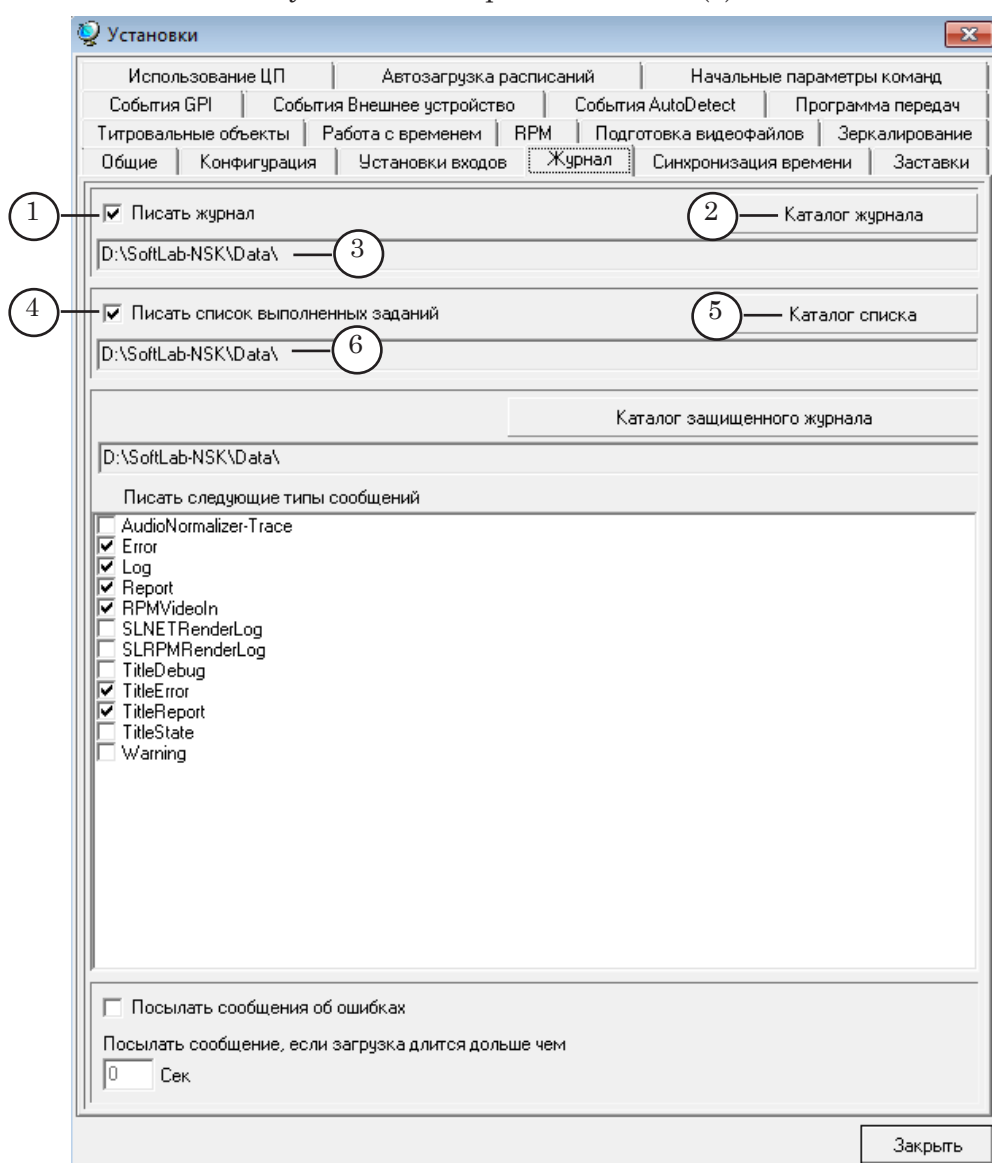 Установки
Использование ЦП Автозагрузка расписаний Начальные параметры команд
События GPI События Внешнее устройство События AutoDetect Программа передач
Титровальные объекты Работа с временем RPM Подготовка видеофайлов Зеркалирование
Общие Конфигурация Установки входов Журнал Синхронизация времени Заставки
1 Писать журнал 2 Каталог журнала
D:\SoftLab-NSK\Data\ 3
4 Писать список выполненных заданий 5 Каталог списка
D:\SoftLab-NSK\Data\ 6
Каталог защищенного журнала
D:\SoftLab-NSK\Data\
Писать следующие типы сообщений
AudioNormalizer-Trace
Error
Log
Report
RPMVideoIn
SLNETRenderLog
SLRPMRenderLog
TitleDebug
TitleError
TitleReport
TitleState
Warning
Посылать сообщения об ошибках
Посылать сообщение, если загрузка длится дольше чем
0 Сек
Закрыть